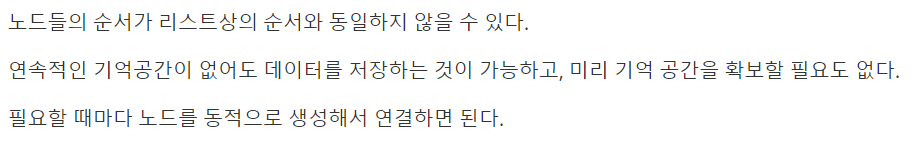 노드들의 순서가 리스트상의 순서와 동일하지 않을 수 있다.
연속적인 기억공간이 없어도 데이터를 저장하는 것이 가능하고, 미리 기억 공간을 확보할 필요도 없다.
필요할 때마다 노드를 동적으로 생성해서 연결하면 된다.